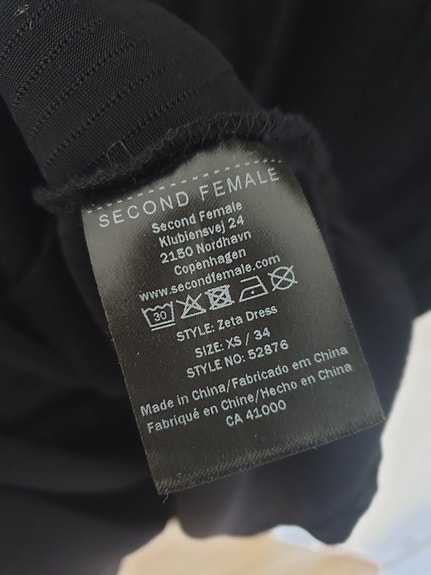 SECOND FEMALE
Second Female
Klubiensvej 24
2150 Nordhavn
Copenhagen
www.secondfemale.com
30
STYLE: Zeta Dress
SIZE: XS / 34
STYLE NO: 52876
Made in China/Fabricado em China
Fabriqué en Chine/Hecho en China
CA 41000